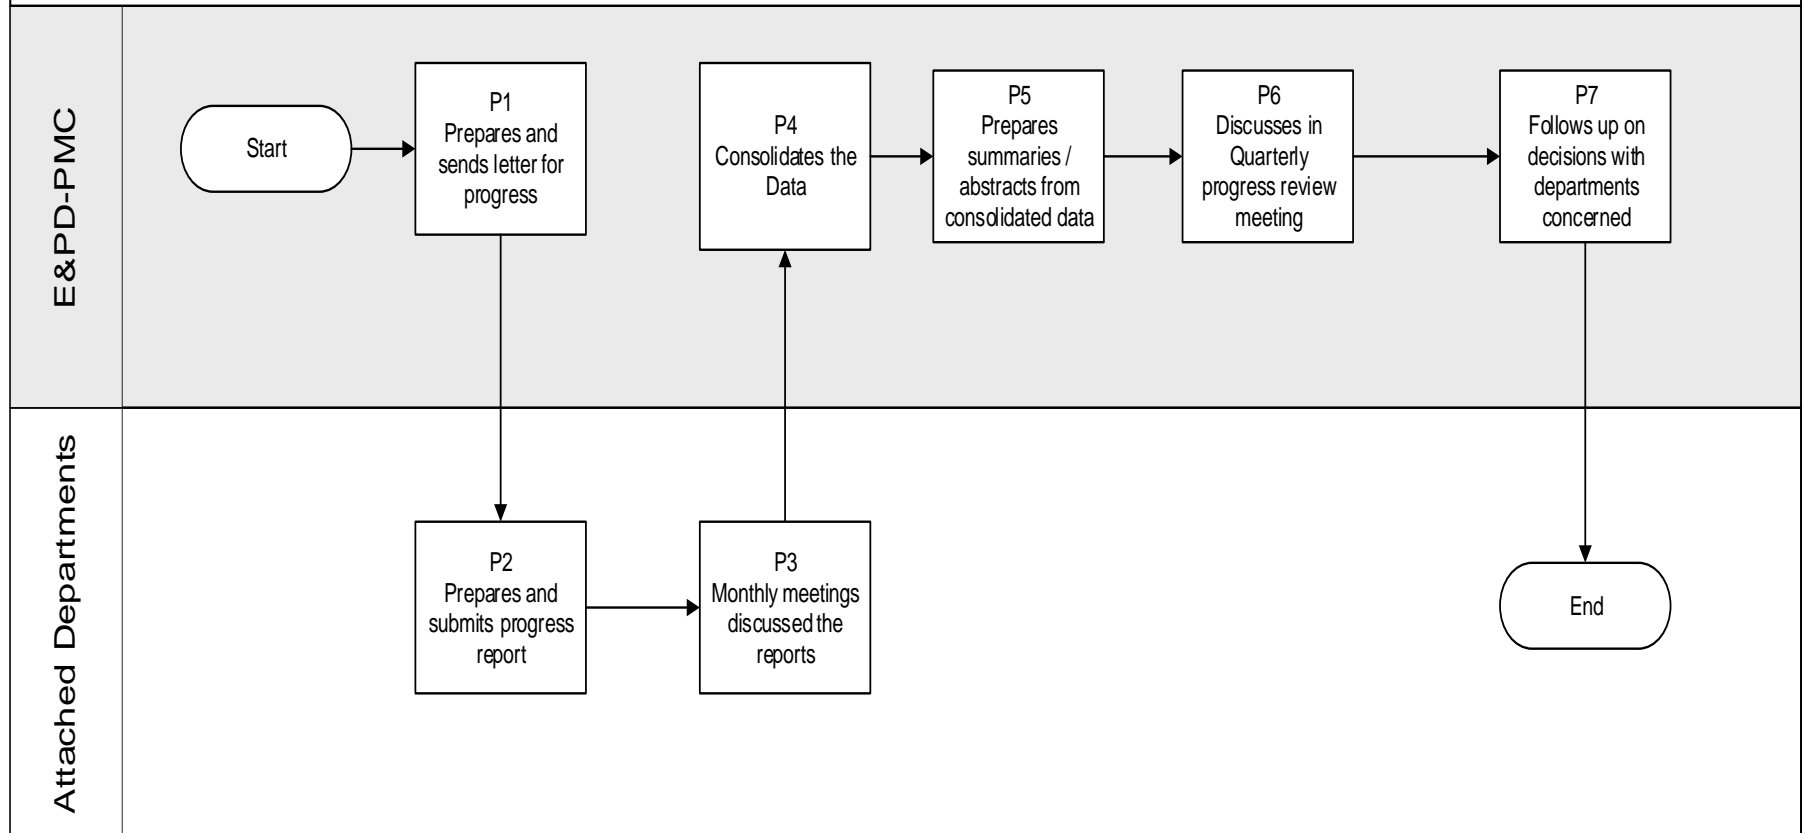 E&PD-PMC
Start
P1
Prepares and
sends letter for
progress
P4
Consolidates the
Data
P5
Prepares
summaries /
abstracts from
consolidated data
P6
Discusses in
Quarterly
progress review
meeting
P7
Follows up on
decisions with
departments
concerned
Attached Departments
P2
Prepares and
submits progress
report
P3
Monthly meetings
discussed the
reports
End